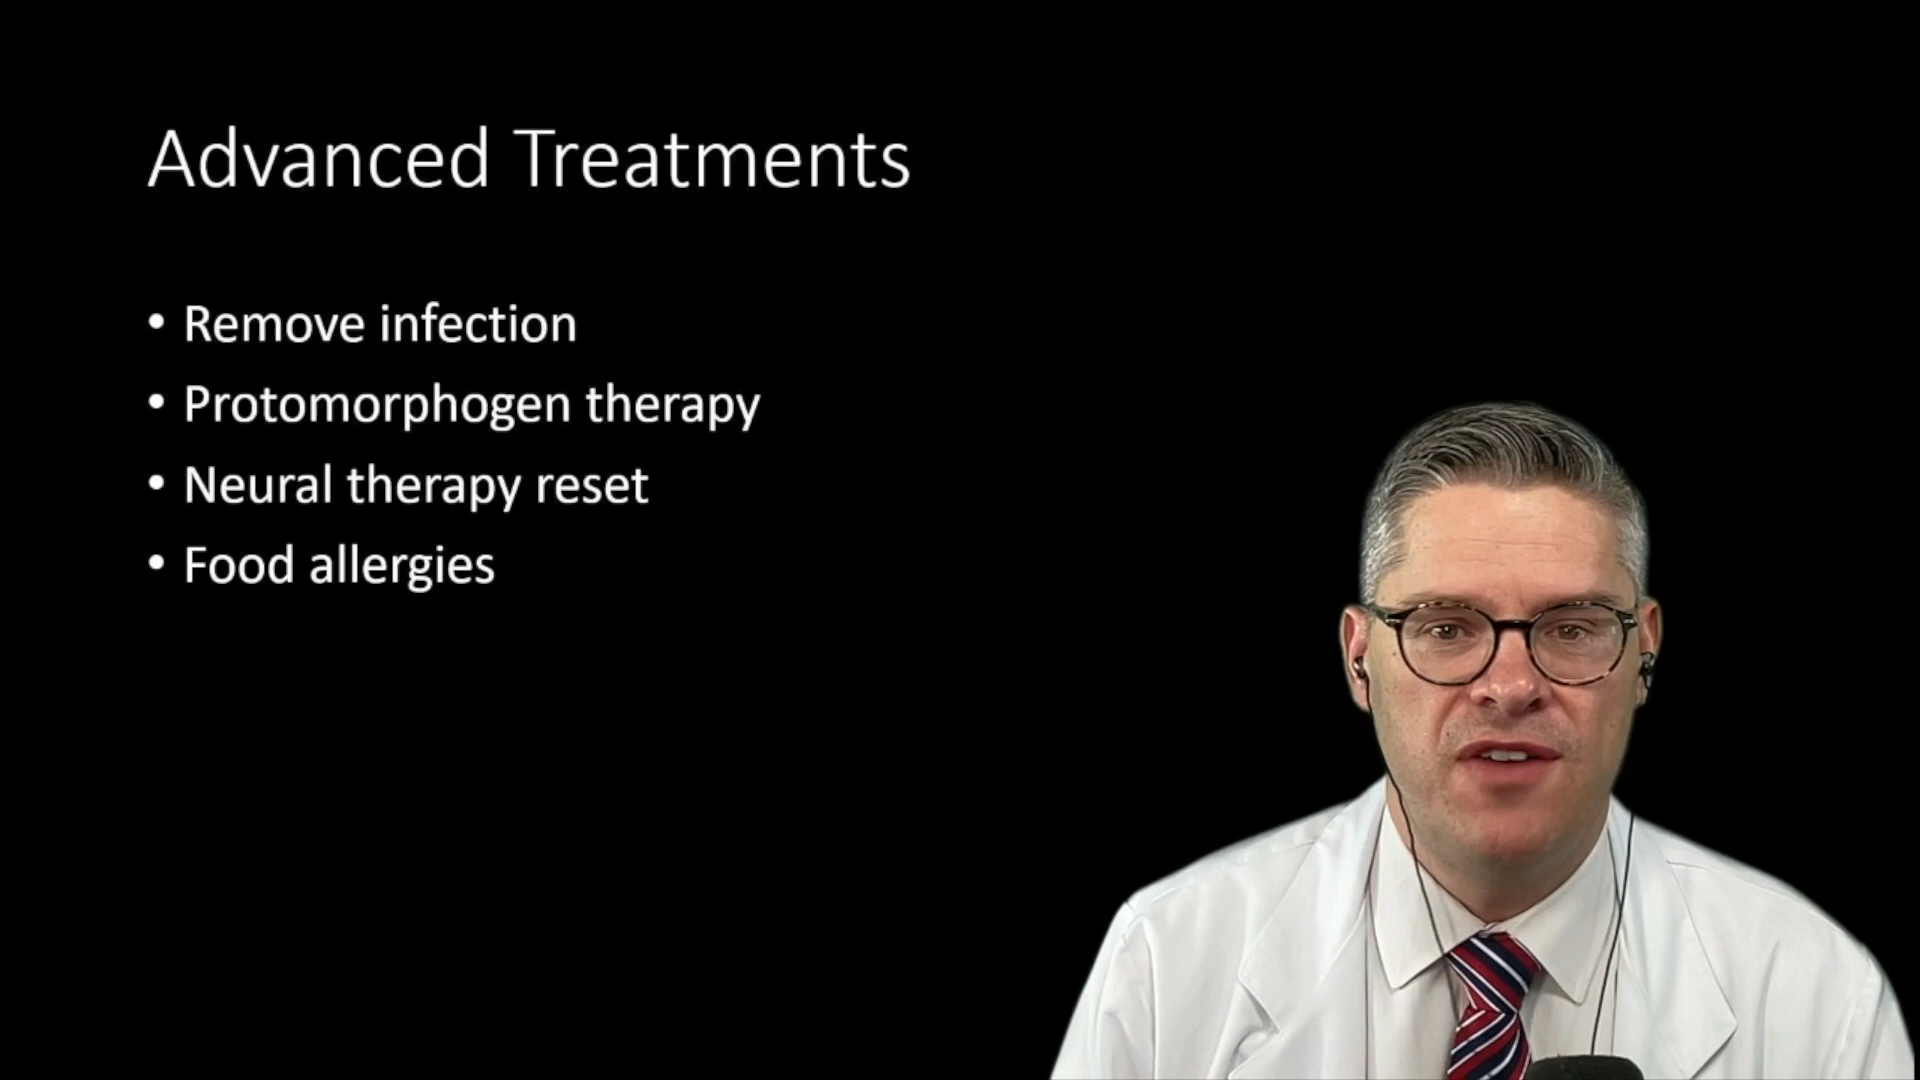 Advanced Treatments
• Remove infection
• Protomorphogen therapy
• Neural therapy reset
• Food allergies